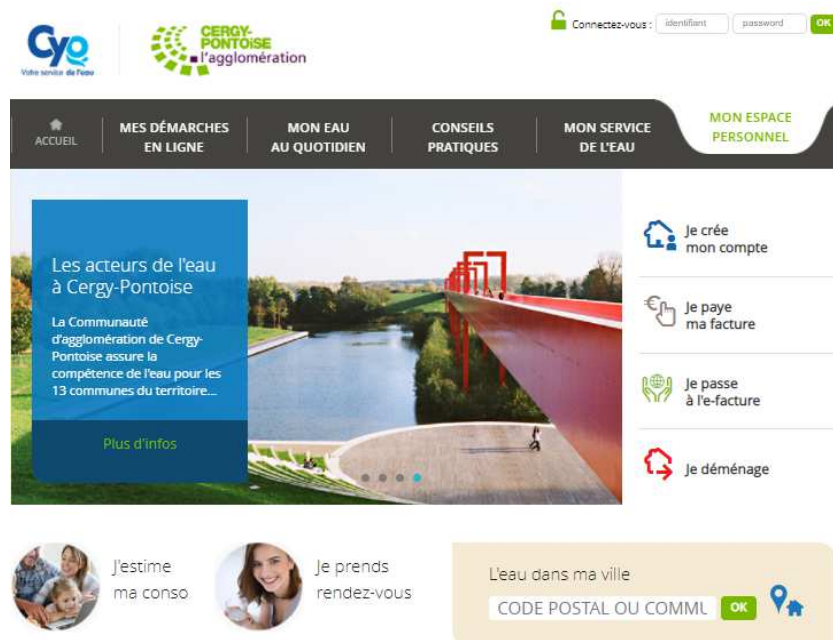 Cyo
Votre service de l'eau
CERGY-
PONTOISE
l'agglomération
Connectez-vous :
identifiant
password
OK
ACCUEIL
MES DÉMARCHES
EN LIGNE
MON EAU
AU QUOTIDIEN
CONSEILS
PRATIQUES
MON SERVICE
DE L'EAU
MON ESPACE
PERSONNEL
Les acteurs de l'eau
à Cergy-Pontoise
La Communauté
d'agglomération de Cergy-
Pontoise assure la
compétence de l'eau pour les
13 communes du territoire...
Plus d'infos
Je crée
mon compte
Je paye
ma facture
Je passe
à l'e-facture
Je déménage
J'estime
ma conso
Je prends
rendez-vous
L'eau dans ma ville
CODE POSTAL OU COMMU
OK